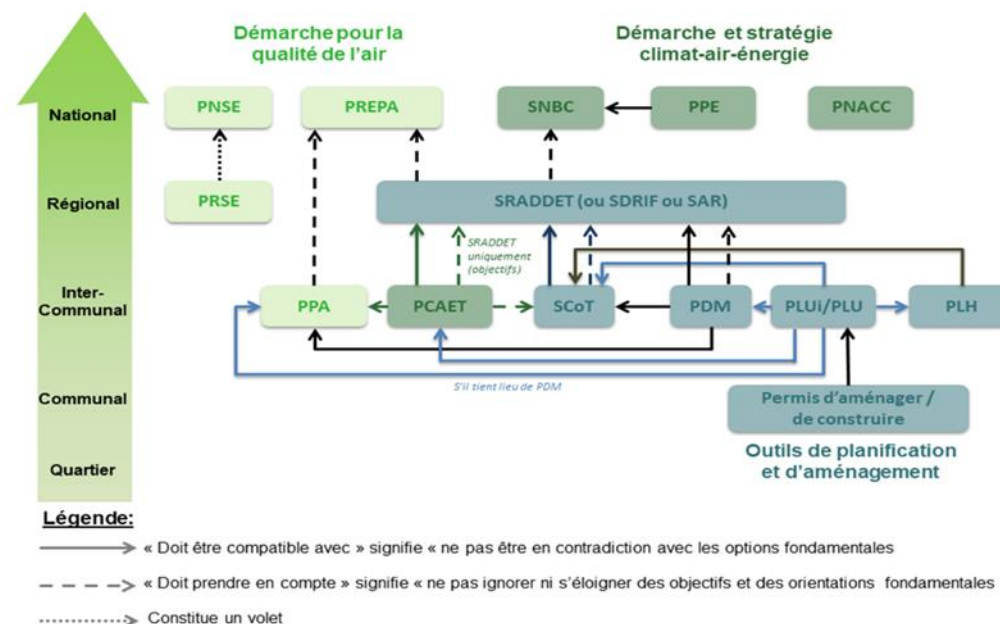 Démarche pour la
qualité de l'air
Démarche et stratégie
climat-air-énergie
National
PNSE
PREPA
SNBC
PPE
PNACC
Régional
PRSE
SRADDET (ou SDRIF ou SAR)
SRADDET
uniquement
(objectifs)
Inter-
Communal
PPA
PCAET
SCoT
PDM
PLUi/PLU
PLH
S'il tient lieu de PDM
Communal
Permis d'aménager /
de construire
Quartier
Outils de planification
et d'aménagement
Légende:
« Doit être compatible avec » signifie « ne pas être en contradiction avec les options fondamentales
« Doit prendre en compte » signifie « ne pas ignorer ni s'éloigner des objectifs et des orientations fondamentales
Constitue un volet